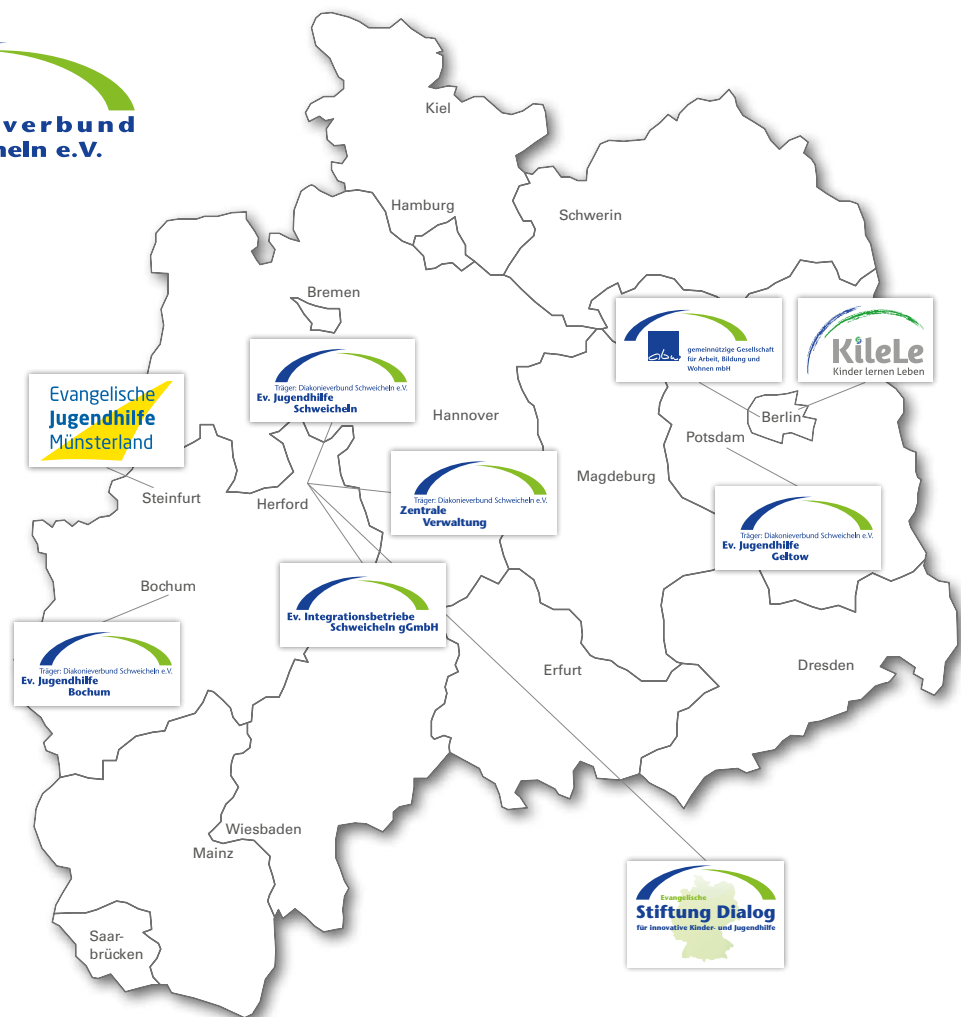 verbund
eln e.V.
Kiel
Hamburg
Schwerin
Bremen
gemeinnützige Gesellschaft
für Arbeit, Bildung und
Wohnen mbH
abw
KileLe
Kinder lernen Leben
Träger: Diakonieverbund Schweicheln e.V.
Ev. Jugendhilfe
Schweicheln
Evangelische
Jugendhilfe
Münsterland
Hannover
Berlin
Potsdam
Steinfurt
Herford
Magdeburg
Träger: Diakonieverbund Schweicheln e.V.
Zentrale
Verwaltung
Träger: Diakonieverbund Schweicheln e.V.
Ev. Jugendhilfe
Geltow
Bochum
Ev. Integrationsbetriebe
Schweicheln gGmbH
Träger: Diakonieverbund Schweicheln e.V.
Ev. Jugendhilfe
Bochum
Erfurt
Dresden
Wiesbaden
Mainz
Evangelische
Stiftung Dialog
für innovative Kinder- und Jugendhilfe
Saar-
brücken